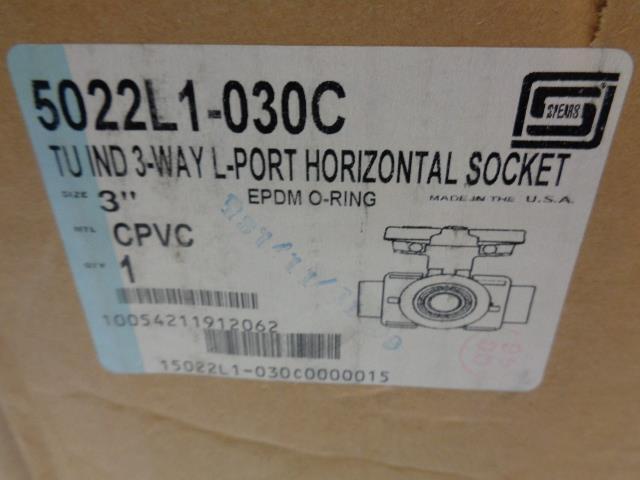 5022L1-030C
SPEARS
TU IND 3-WAY L-PORT HORIZONTAL SOCKET
SIZE 3" EPDM O-RING MADE IN THE U.S.A.
MTL CPVC
QTY 1
10054211912062
15022L1-030C0000015